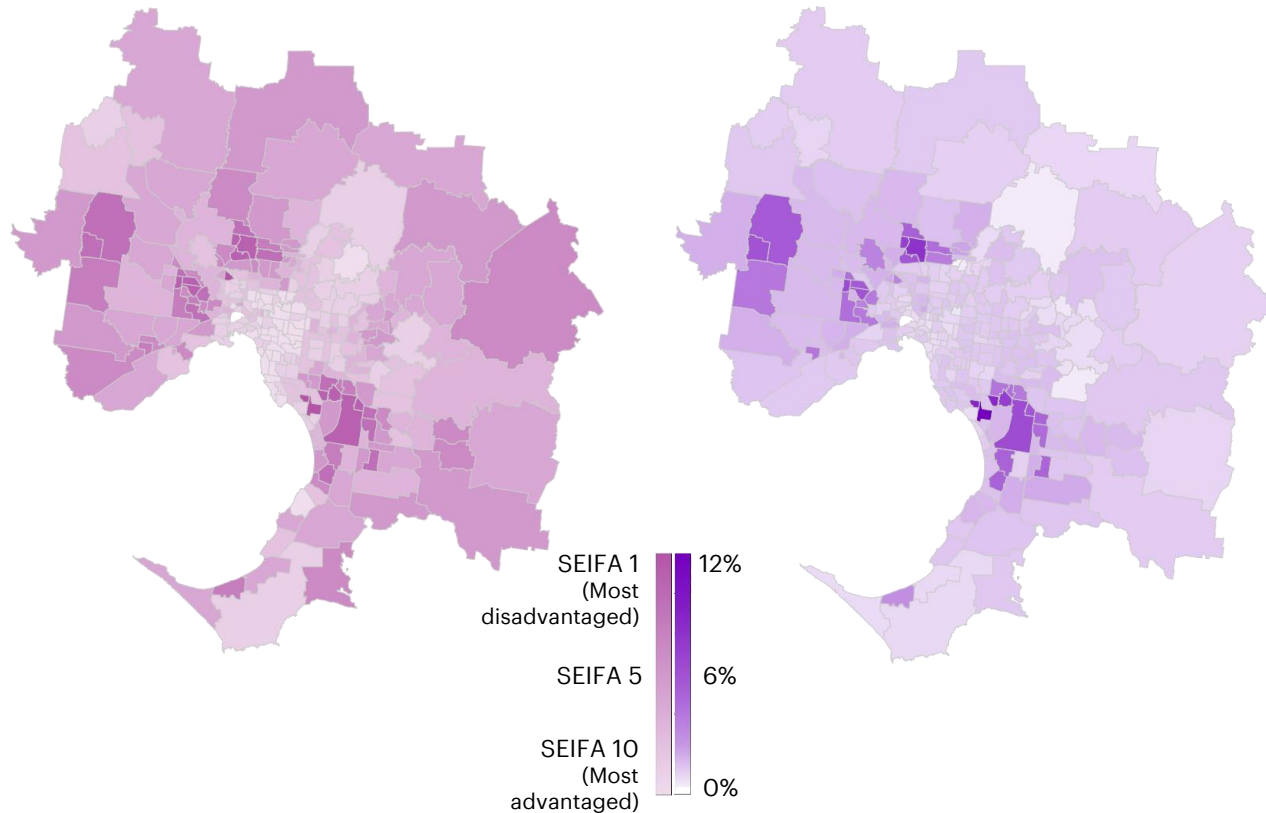 SEIFA 1
(Most
disadvantaged)
12%
SEIFA 5
6%
SEIFA 10
(Most
advantaged)
0%